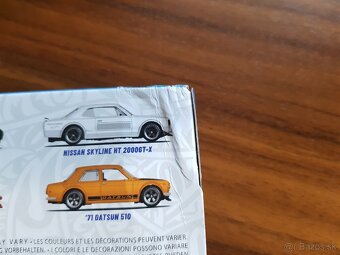 NISSAN SKYLINE HT 2000GT-X
DATSUN
'71 DATSUN 510
Y VARY. • LES COULEURS ET LES DÉCORATIONS PEUVENT VARIER.
VORBEHALTEN. • I COLORI E LE DECORAZIONI POSSONO VARIARE